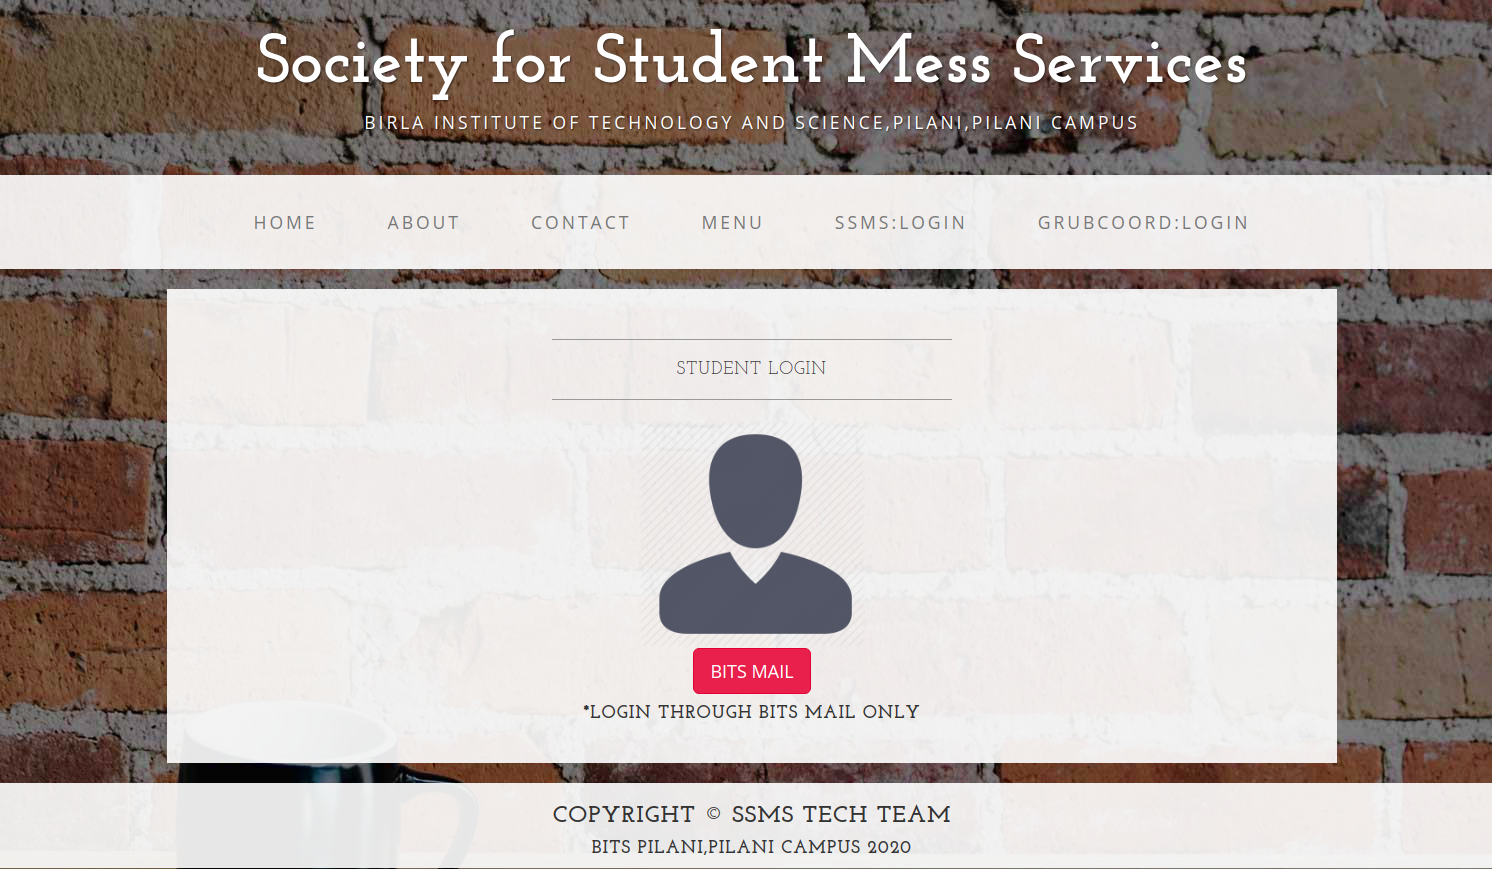 Society for Student Mess Services
BIRLA INSTITUTE OF TECHNOLOGY AND SCIENCE,PILANI,PILANI CAMPUS
HOME ABOUT CONTACT MENU SSMS:LOGIN GRUBCOORD:LOGIN
STUDENT LOGIN
BITS MAIL
*LOGIN THROUGH BITS MAIL ONLY
COPYRIGHT © SSMS TECH TEAM
BITS PILANI,PILANI CAMPUS 2020